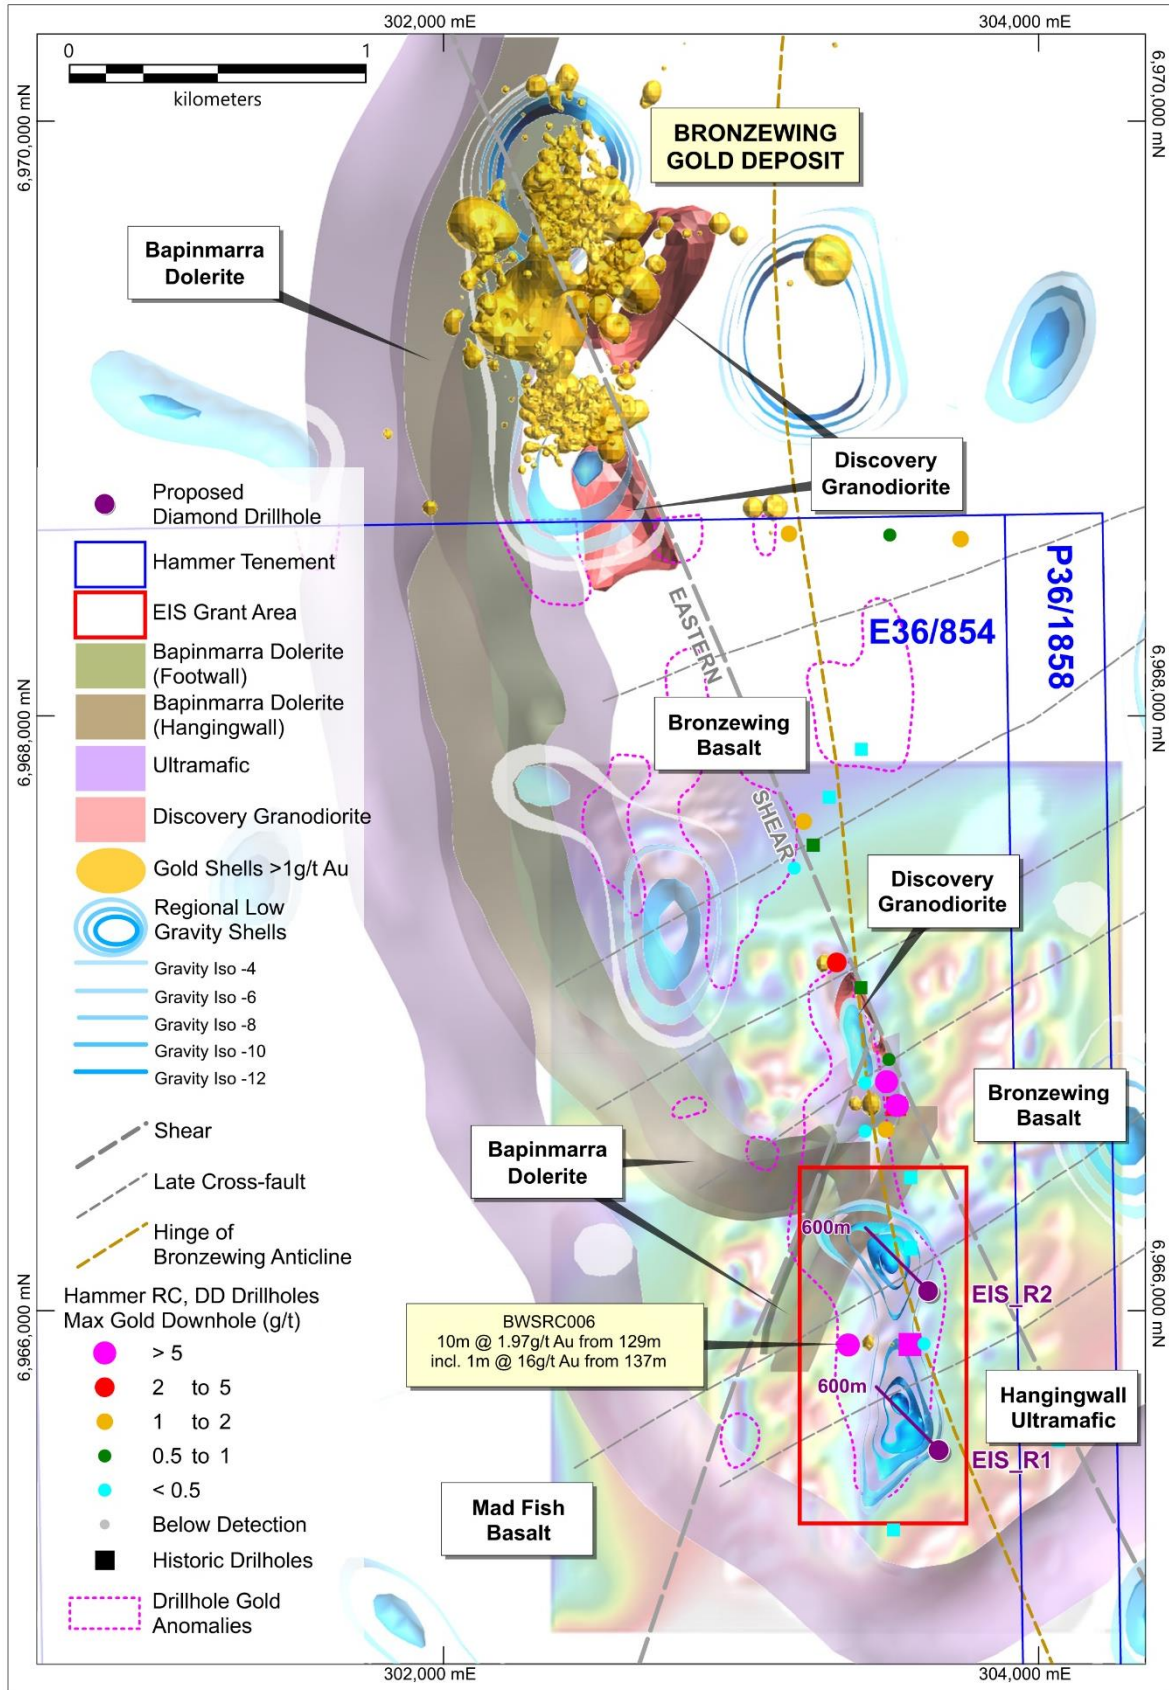 302,000 mE
304,000 mE
0
1
kilometers
6,970,000 mN
6,970,000 mN
BRONZEWING
GOLD DEPOSIT
Bapinmarra
Dolerite
Discovery
Granodiorite
Proposed
Diamond Drillhole
Hammer Tenement
EIS Grant Area
Bapinmarra Dolerite
(Footwall)
Bapinmarra Dolerite
(Hangingwall)
Ultramafic
Discovery Granodiorite
Gold Shells >1g/t Au
Regional Low
Gravity Shells
Gravity Iso -4
Gravity Iso -6
Gravity Iso -8
Gravity Iso -10
Gravity Iso -12
Shear
Late Cross-fault
Hinge of
Bronzewing Anticline
Hammer RC, DD Drillholes
Max Gold Downhole (g/t)
> 5
2 to 5
1 to 2
0.5 to 1
< 0.5
Below Detection
Historic Drilholes
Drillhole Gold
Anomalies
EASTERN
SHEAR
E36/854
P36/1858
6,968,000 mN
6,968,000 mN
Bronzewing
Basalt
Discovery
Granodiorite
Bronzewing
Basalt
Bapinmarra
Dolerite
600m
EIS_R2
6,966,000 mN
6,966,000 mN
BWSRC006
10m @ 1.97g/t Au from 129m
incl. 1m @ 16g/t Au from 137m
600m
Hangingwall
Ultramafic
EIS_R1
Mad Fish
Basalt
302,000 mE
304,000 mE